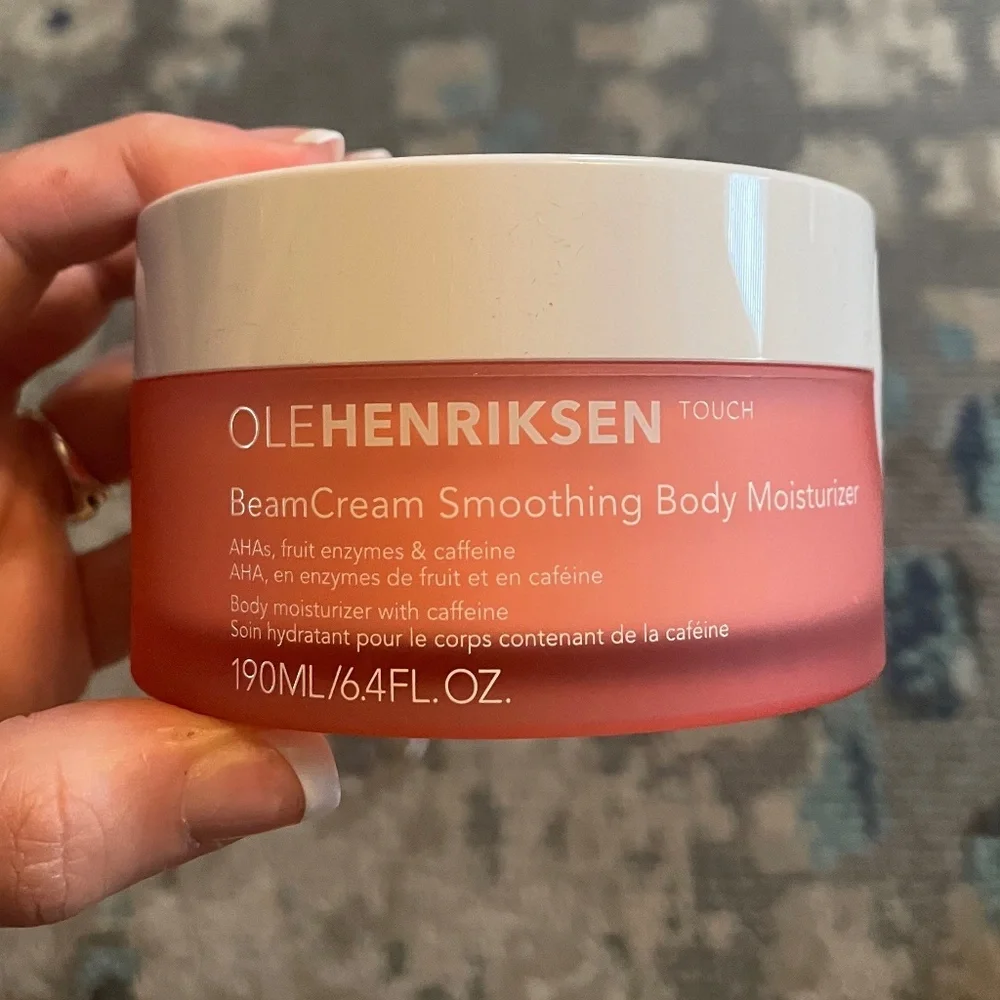 OLEHENRIKSEN TOUCH
BeamCream Smoothing Body Moisturizer
AHAs, fruit enzymes & caffeine
AHA, en enzymes de fruit et en caféine
Body moisturizer with caffeine
Soin hydratant pour le corps contenant de la caféine
190ML/6.4FL.OZ.